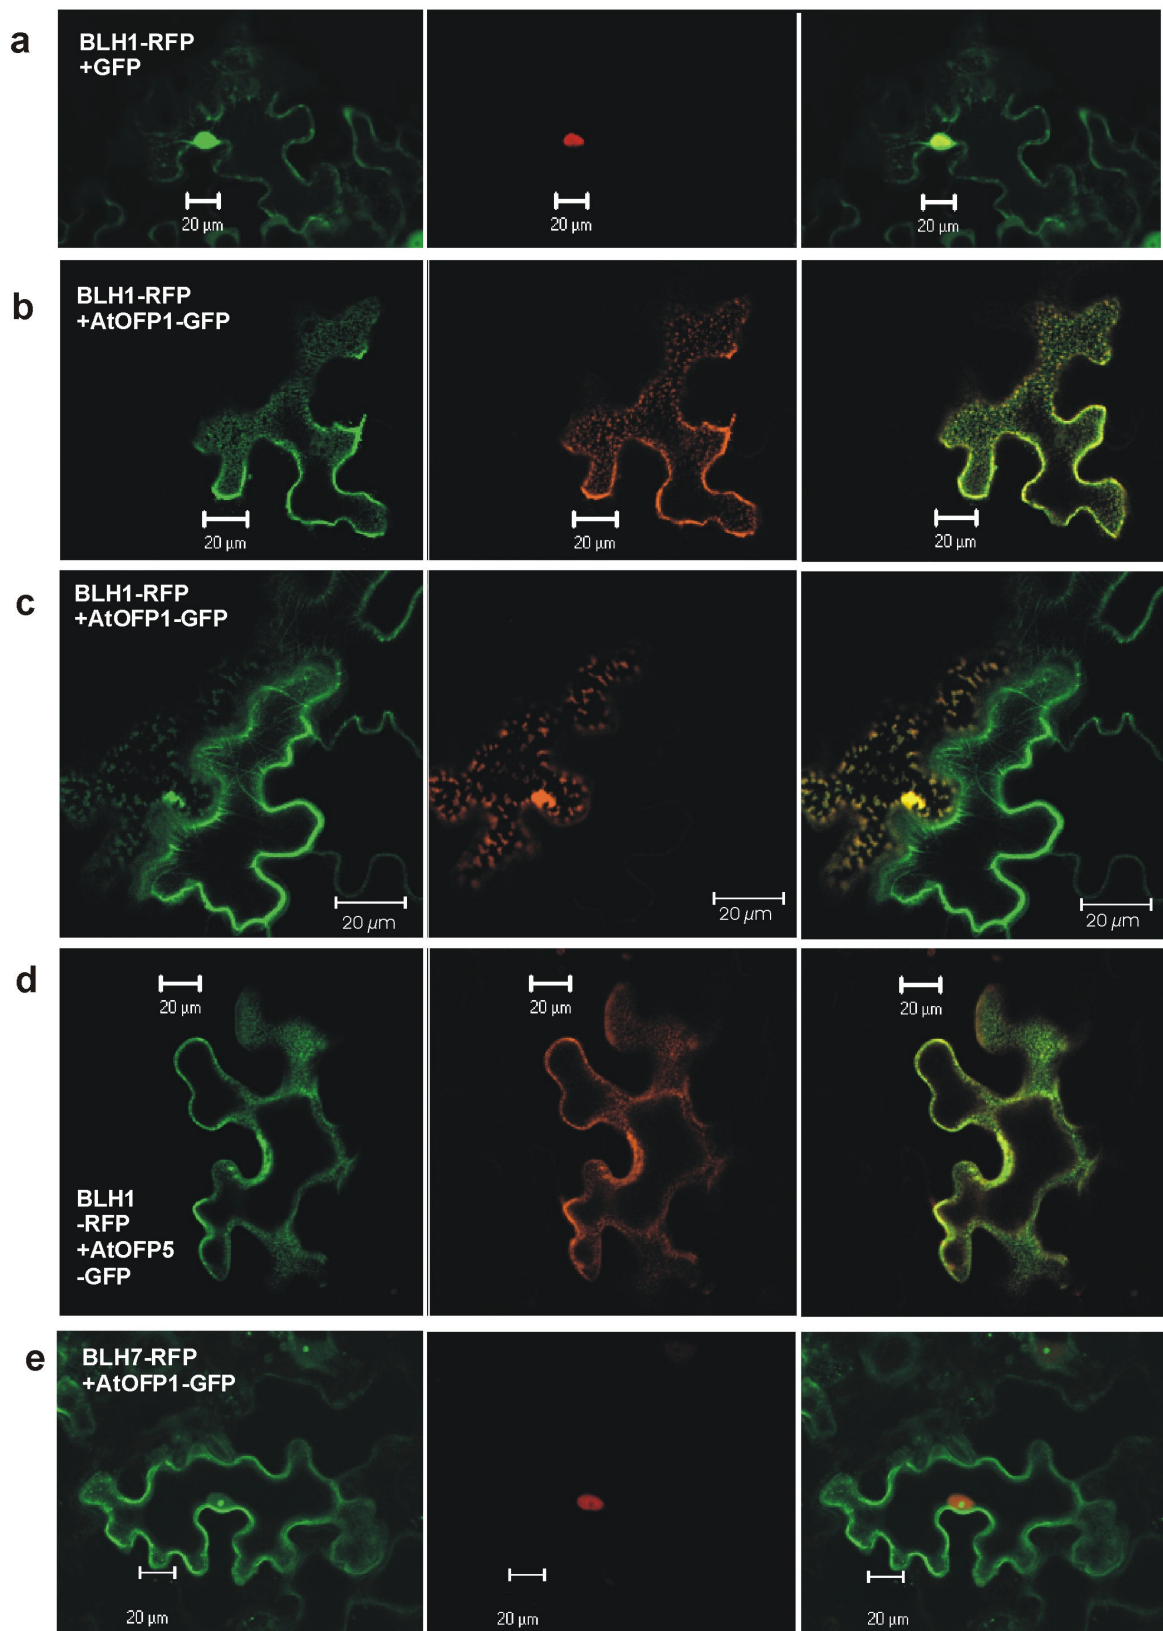 a
BLH1-RFP
+GFP
20 µm
20 µm
20 µm
b
BLH1-RFP
+AtOFP1-GFP
20 µm
20 µm
20 µm
c
BLH1-RFP
+AtOFP1-GFP
20 µm
20 µm
20 µm
d
20 µm
20 µm
20 µm
BLH1
-RFP
+AtOFP5
-GFP
e
BLH7-RFP
+AtOFP1-GFP
20 µm
20 µm
20 µm